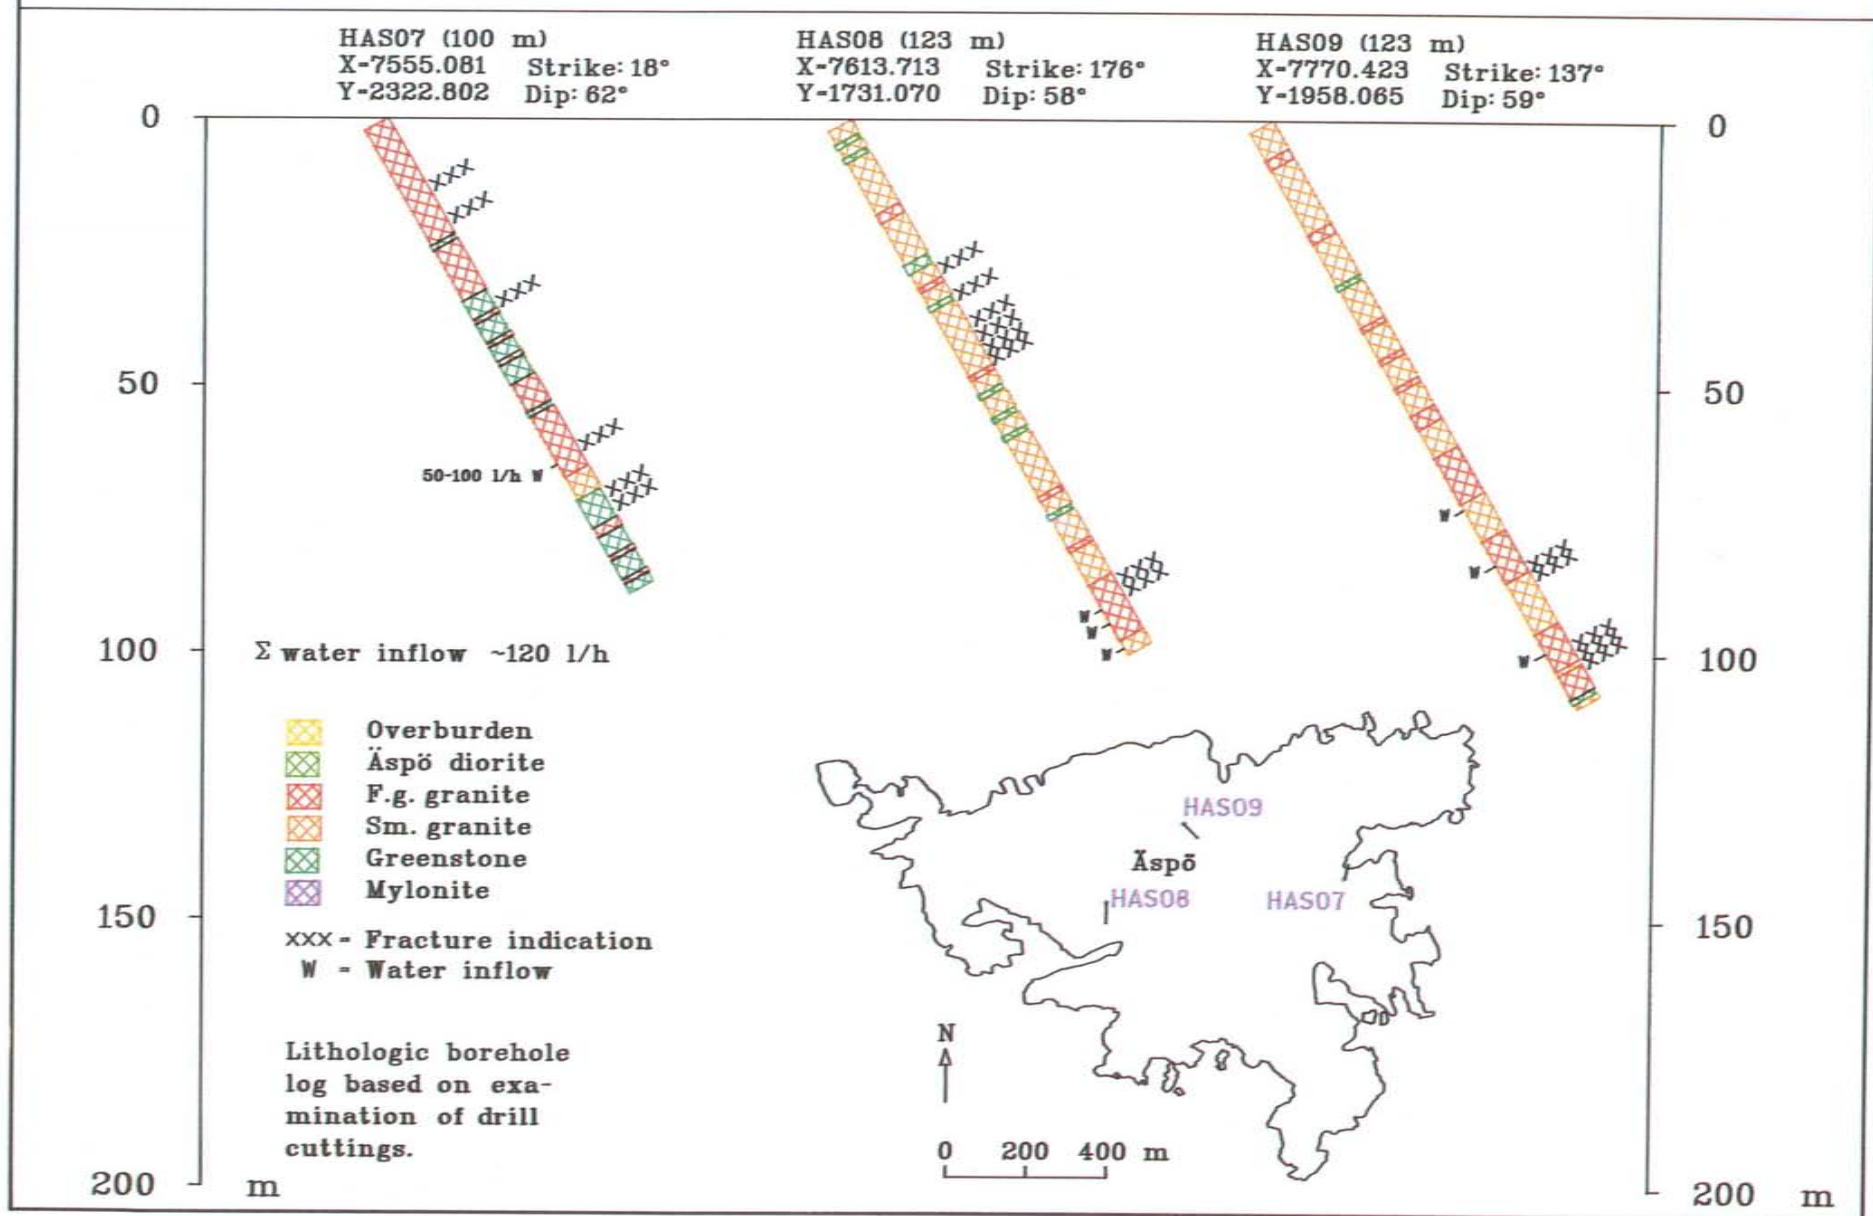 HAS07 (100 m)
X-7555.081 Strike: 18°
Y-2322.802 Dip: 62°
HAS08 (123 m)
X-7613.713 Strike: 176°
Y-1731.070 Dip: 58°
HAS09 (123 m)
X-7770.423 Strike: 137°
Y-1958.065 Dip: 59°
0
0
xxx
xxx
xxx
xxx
xxx
50
50
xxx
50-100 l/h W
xxx
xxx
W
W
W
W
W
W
100
100
Σ water inflow ~120 l/h
Overburden
Äspö diorite
F.g. granite
Sm. granite
Greenstone
Mylonite
HAS09
Äspö
HAS08
HAS07
150
150
xxx - Fracture indication
W - Water inflow
Lithologic borehole
log based on exa-
mination of drill
cuttings.
N
0 200 400 m
200 m
200 m